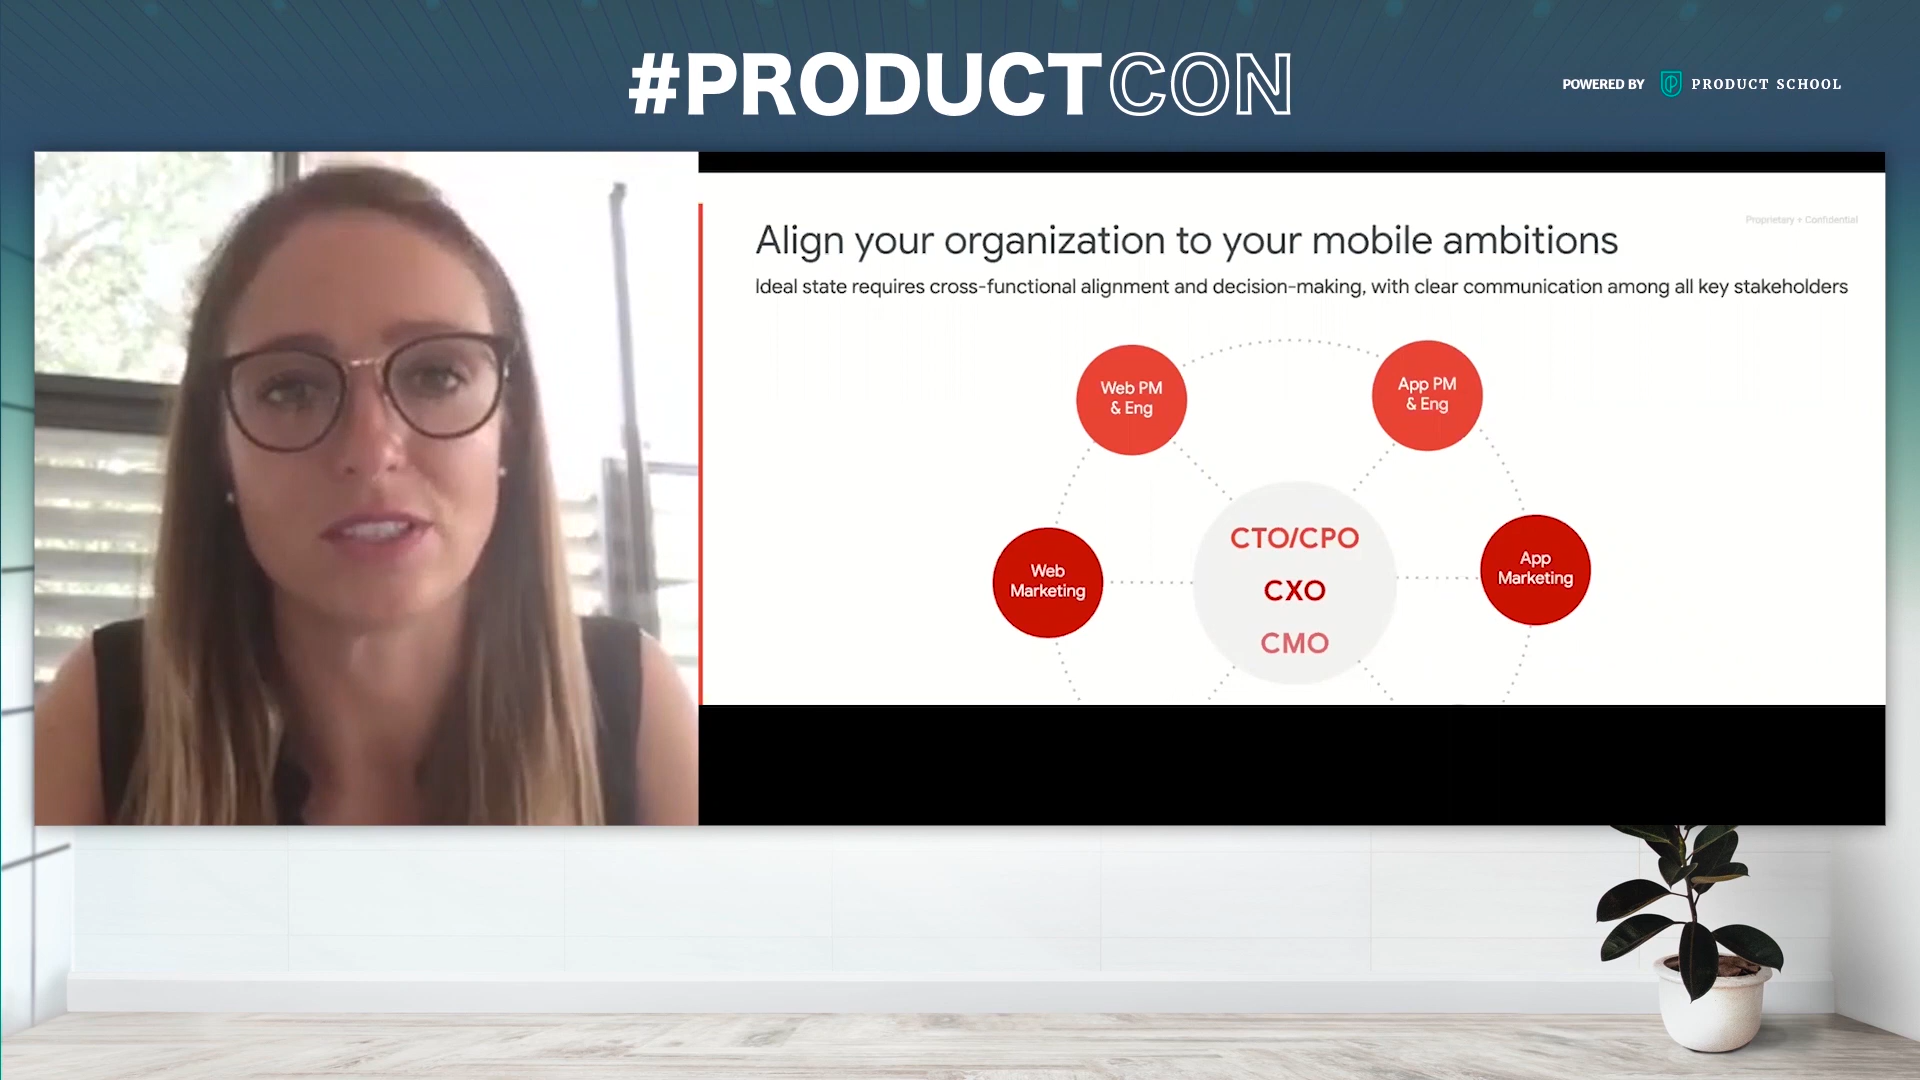 #PRODUCTCON
POWERED BY PRODUCT SCHOOL
Proprietary + Confidential
Align your organization to your mobile ambitions
Ideal state requires cross-functional alignment and decision-making, with clear communication among all key stakeholders
Web PM
& Eng
App PM
& Eng
Web
Marketing
CTO/CPO
CXO
CMO
App
Marketing